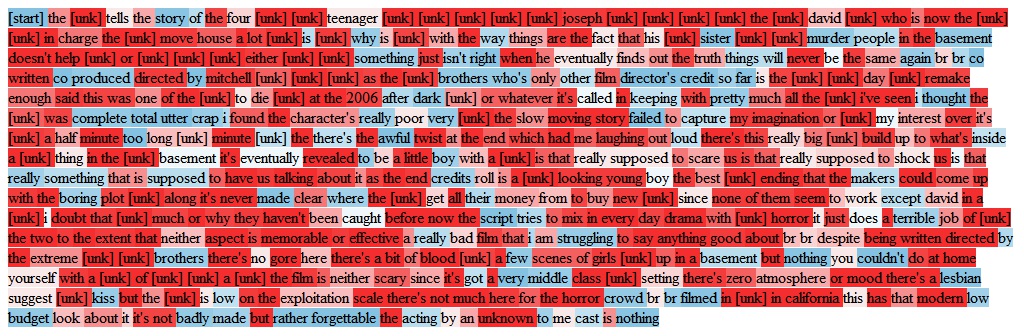 [start] the [unk] tells the story of the four [unk] [unk] teenager [unk] [unk] [unk] [unk] [unk] joseph [unk] [unk] [unk] [unk] the [unk] david [unk] who is now the [unk]
[unk] in charge the [unk] move house a lot [unk] is [unk] why is [unk] with the way things are the fact that his [unk] sister [unk] [unk] murder people in the basement
doesn't help [unk] or [unk] [unk] [unk] either [unk] [unk] something just isn't right when he eventually finds out the truth things will never be the same again br br co
written co produced directed by mitchell [unk] [unk] [unk] as the [unk] brothers who's only other film director's credit so far is the [unk] [unk] day [unk] remake
enough said this was one of the [unk] to die [unk] at the 2006 after dark [unk] or whatever it's called in keeping with pretty much all the [unk] i've seen i thought the
[unk] was complete total utter crap i found the character's really poor very [unk] the slow moving story failed to capture my imagination or [unk] my interest over it's
[unk] a half minute too long [unk] minute [unk] the there's the awful twist at the end which had me laughing out loud there's this really big [unk] build up to what's inside
a [unk] thing in the [unk] basement it's eventually revealed to be a little boy with a [unk] is that really supposed to scare us is that really supposed to shock us is that
really something that is supposed to have us talking about it as the end credits roll is a [unk] looking young boy the best [unk] ending that the makers could come up
with the boring plot [unk] along it's never made clear where the [unk] get all their money from to buy new [unk] since none of them seem to work except david in a
[unk] i doubt that [unk] much or why they haven't been caught before now the script tries to mix in every day drama with [unk] horror it just does a terrible job of [unk]
the two to the extent that neither aspect is memorable or effective a really bad film that i am struggling to say anything good about br br despite being written directed by
the extreme [unk] [unk] brothers there's no gore here there's a bit of blood [unk] a few scenes of girls [unk] up in a basement but nothing you couldn't do at home
yourself with a [unk] of [unk] [unk] a [unk] the film is neither scary since it's got a very middle class [unk] setting there's zero atmosphere or mood there's a lesbian
suggest [unk] kiss but the [unk] is low on the exploitation scale there's not much here for the horror crowd br br filmed in [unk] in california this has that modern low
budget look about it it's not badly made but rather forgettable the acting by an unknown to me cast is nothing